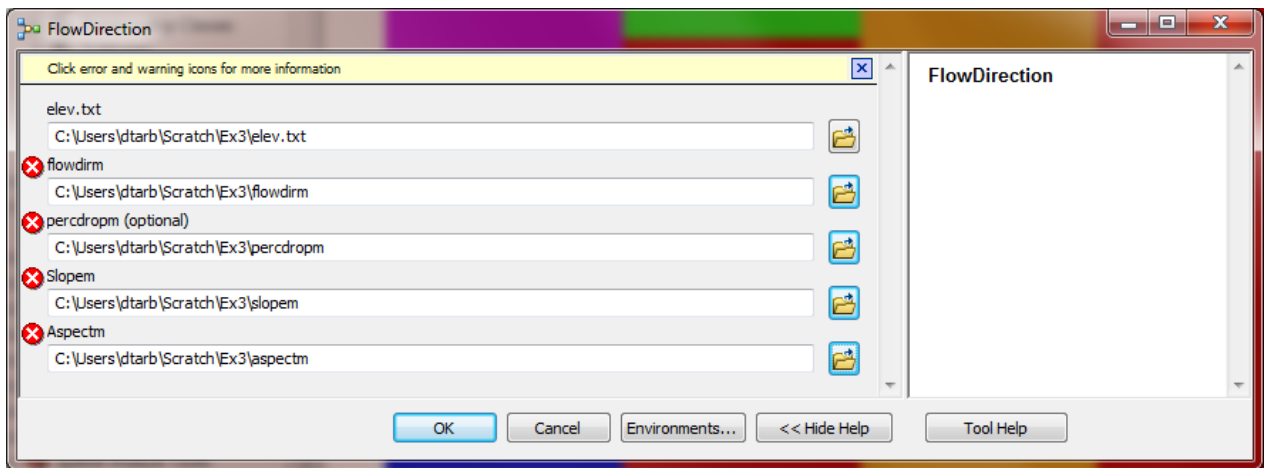 FlowDirection
Click error and warning icons for more information
FlowDirection
elev.txt
C:\Users\dtarb\Scratch\Ex3\elev.txt
flowdirm
C:\Users\dtarb\Scratch\Ex3\flowdirm
percdropm (optional)
C:\Users\dtarb\Scratch\Ex3\percdropm
Slopem
C:\Users\dtarb\Scratch\Ex3\slopem
Aspectm
C:\Users\dtarb\Scratch\Ex3\aspectm
OK Cancel Environments... << Hide Help Tool Help